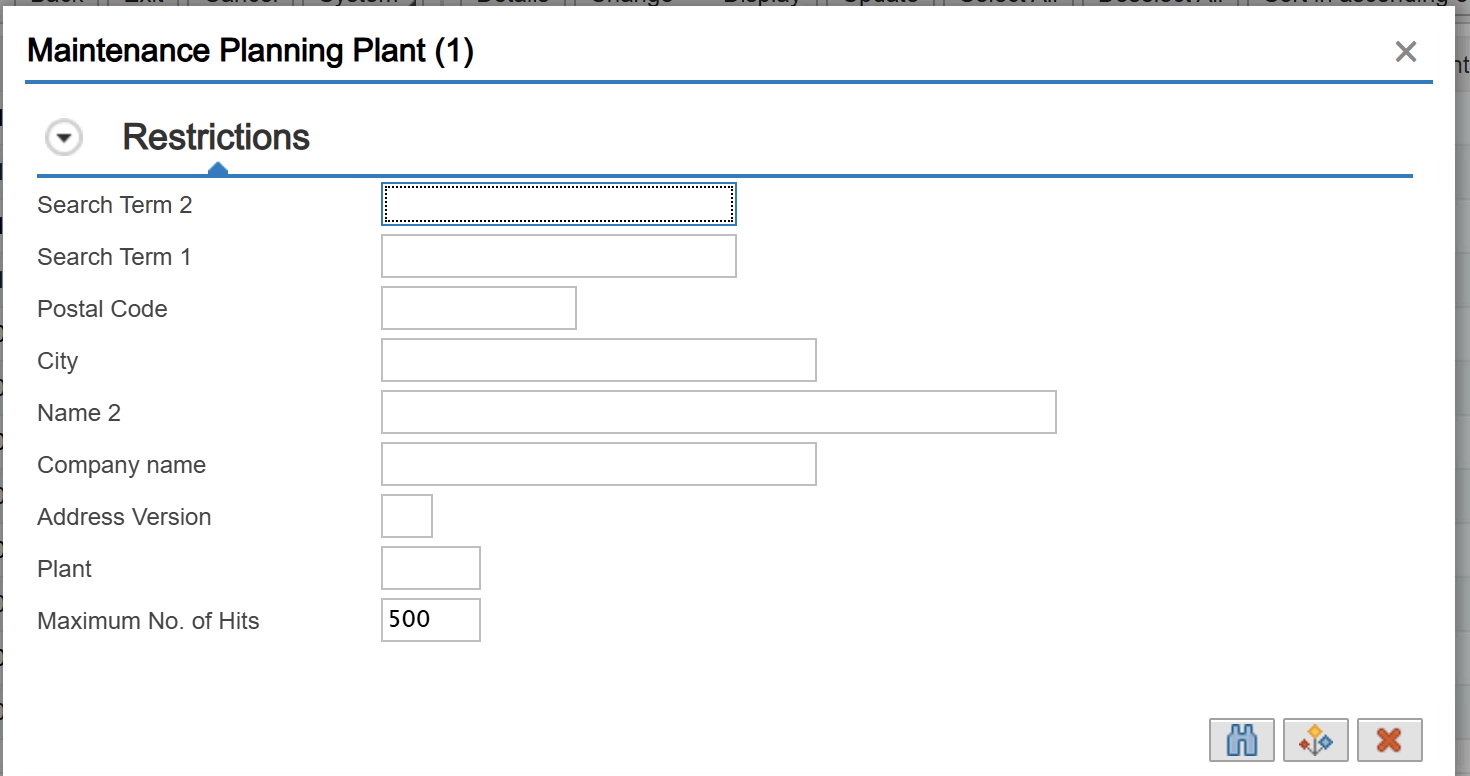 Maintenance Planning Plant (1)
Restrictions
Search Term 2
Search Term 1
Postal Code
City
Name 2
Company name
Address Version
Plant
Maximum No. of Hits 500